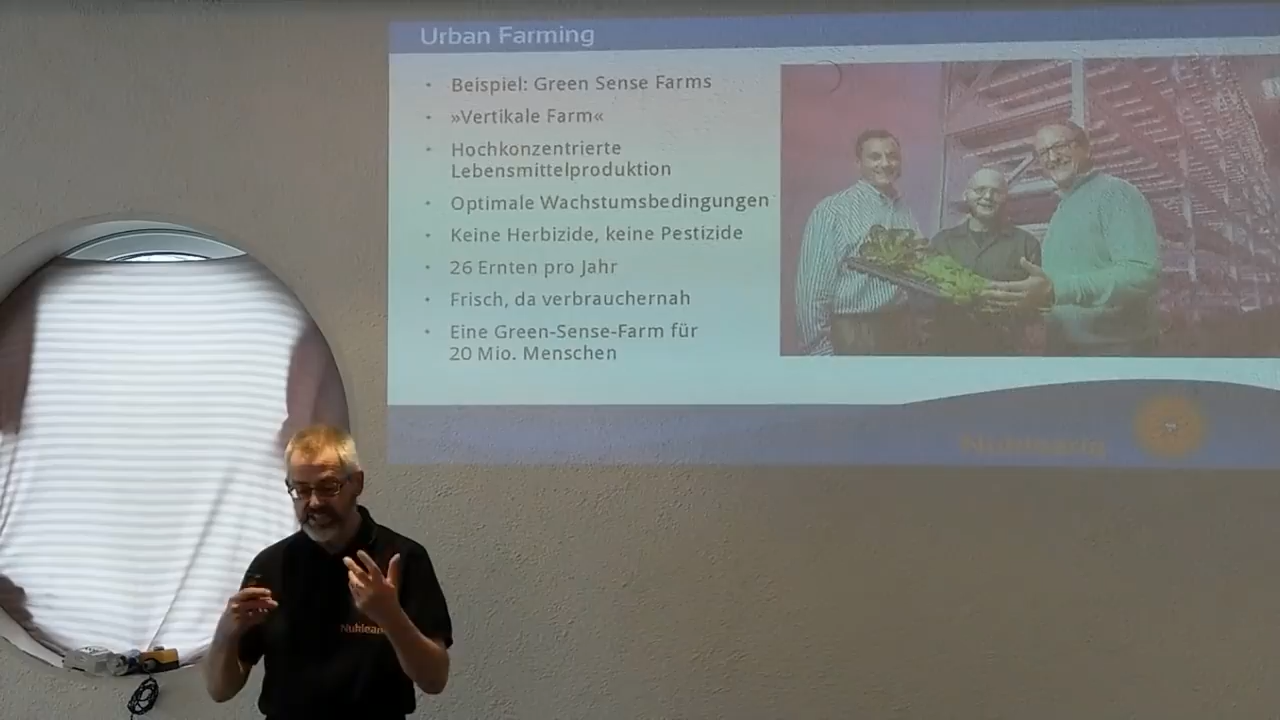 Urban Farming
• Beispiel: Green Sense Farms
• »Vertikale Farm«
• Hochkonzentrierte
Lebensmittelproduktion
• Optimale Wachstumsbedingungen
• Keine Herbizide, keine Pestizide
• 26 Ernten pro Jahr
• Frisch, da verbrauchernah
• Eine Green-Sense-Farm für
20 Mio. Menschen